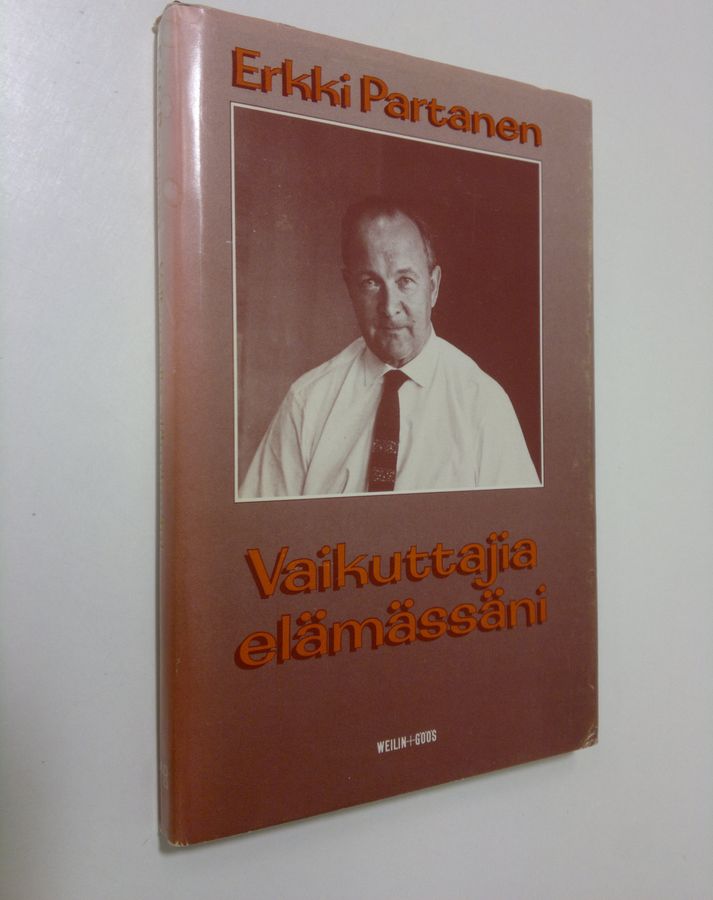 Erkki Partanen
Vaikuttajia
elämässäni
WEILIN+GÖÖS